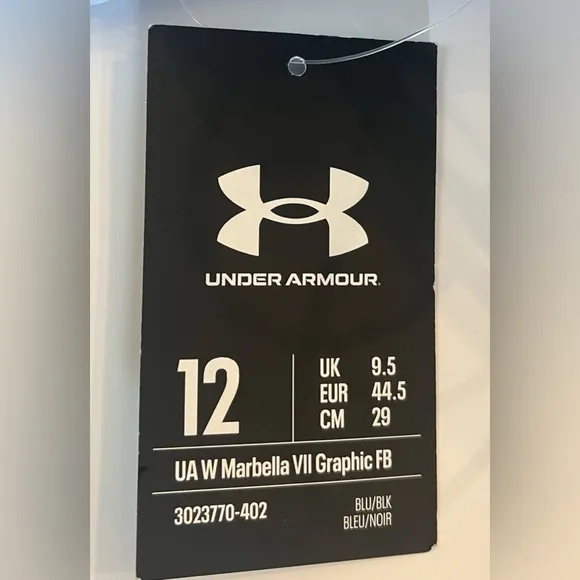 UNDER ARMOUR.
12
UK 9.5
EUR 44.5
CM 29
UA W Marbella VII Graphic FB
3023770-402
BLU/BLK
BLEU/NOIR